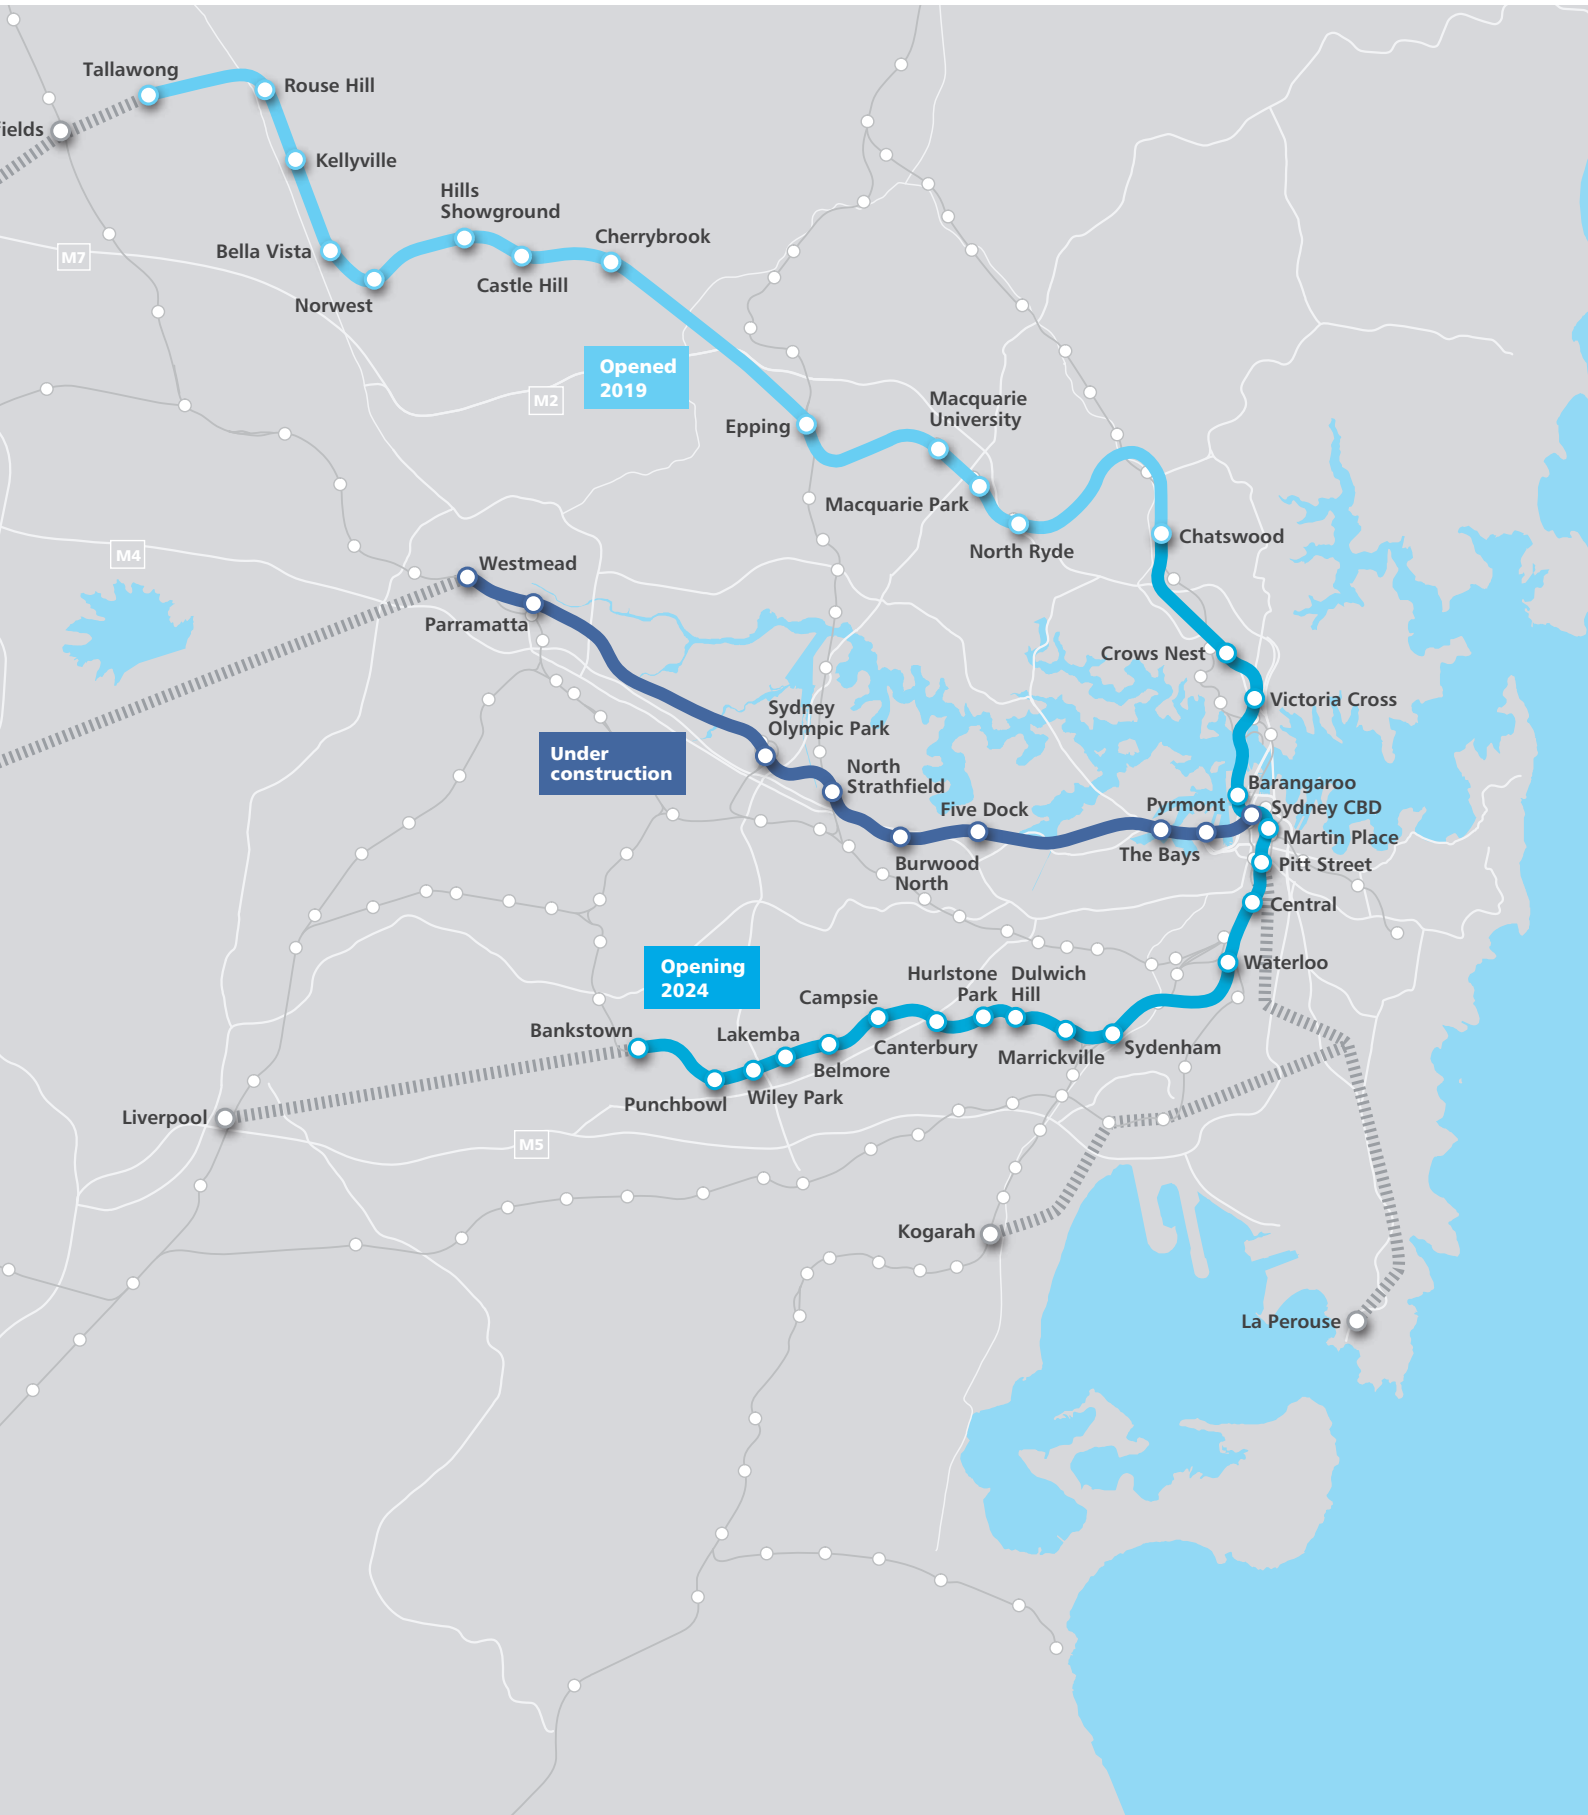 Tallawong
Rouse Hill
ields
Kellyville
Hills
Showground
Cherrybrook
Bella Vista
M7
Castle Hill
Norwest
Opened
2019
M2
Macquarie
University
Epping
Macquarie Park
Chatswood
North Ryde
M4
Westmead
Parramatta
Crows Nest
Victoria Cross
Sydney
Olympic Park
Under
construction
North
Strathfield
Barangaroo
Pyrmont
Sydney CBD
Five Dock
Martin Place
The Bays
Pitt Street
Burwood
North
Central
Waterloo
Opening
2024
Hurlstone
Park
Dulwich
Hill
Campsie
Bankstown
Lakemba
Canterbury
Sydenham
Marrickville
Belmore
Wiley Park
Punchbowl
Liverpool
M5
Kogarah
La Perouse